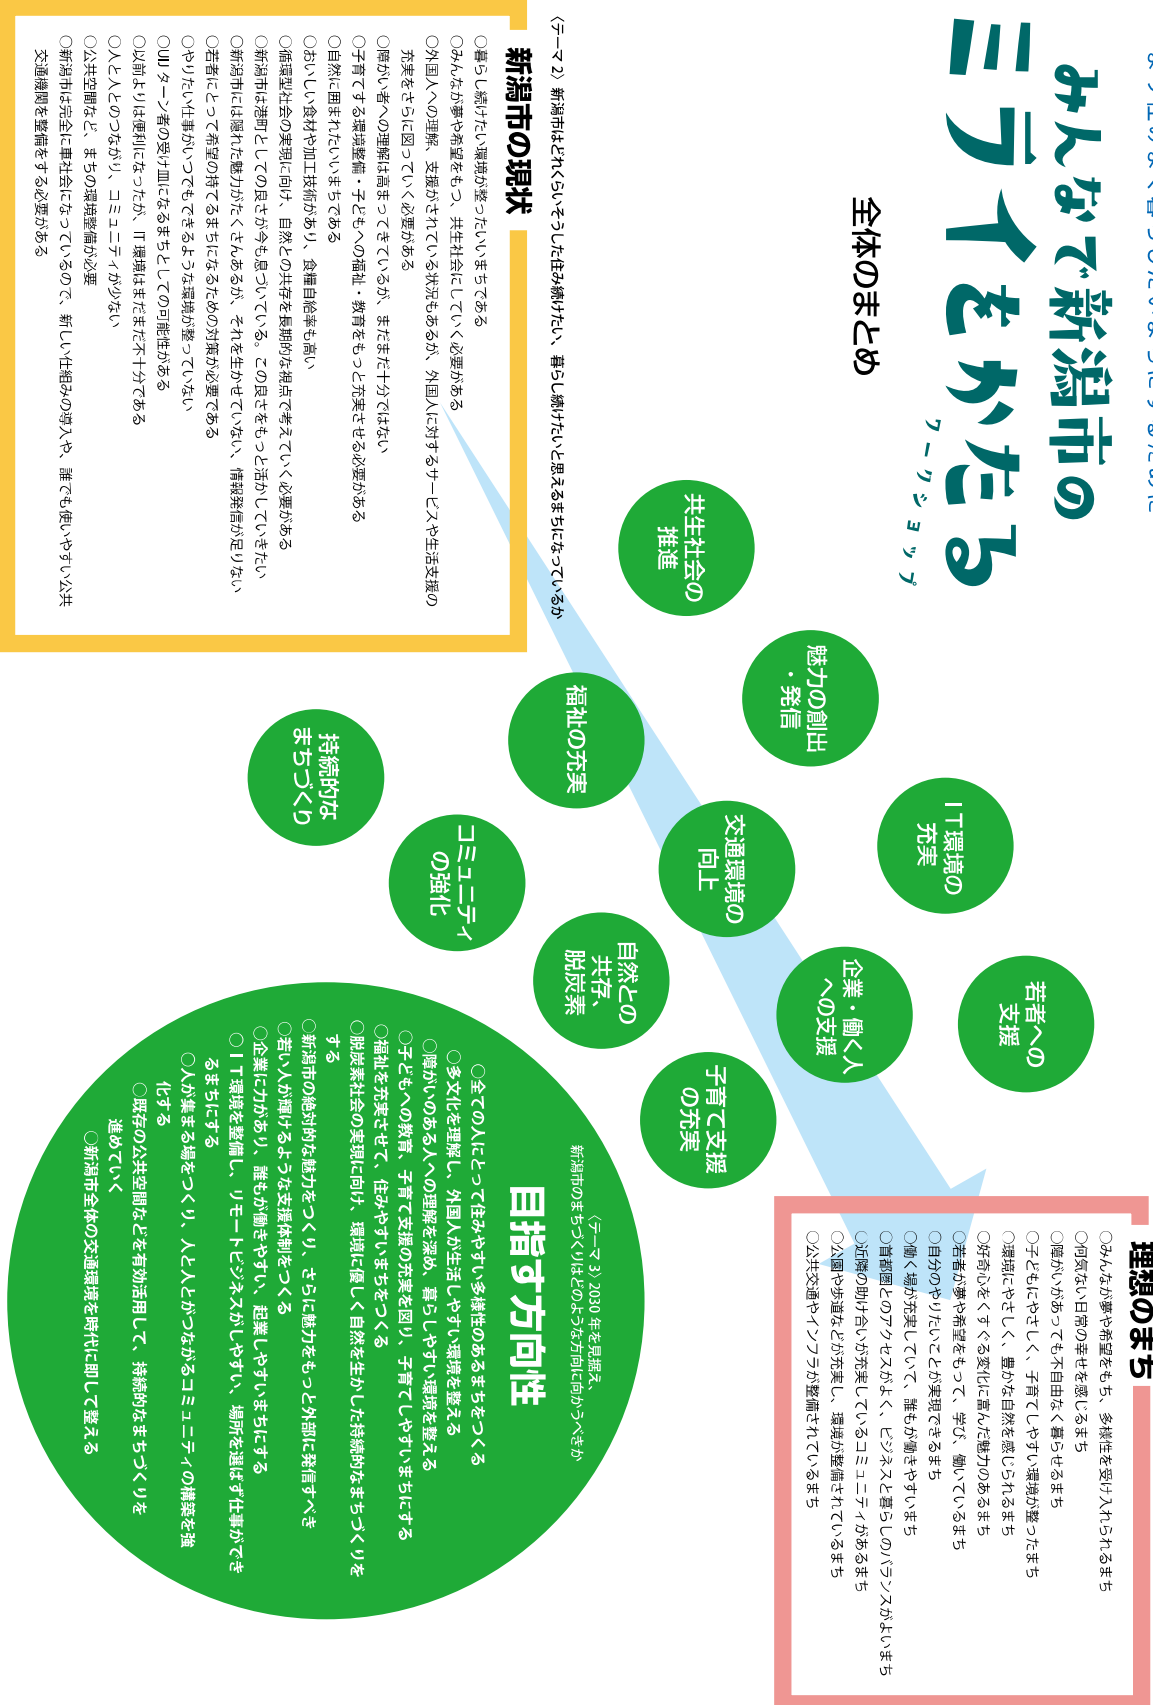 みんなで新潟市の
ミライをかたる
ワークショップ
全体のまとめ
理想のまち
○みんなが夢や希望をもち、多様性を受け入れられるまち
○何気ない日常の幸せを感じるまち
○障がいがあっても不自由なく暮らせるまち
○子どもにやさしく、子育てしやすい環境が整ったまち
○環境にやさしく、豊かな自然を感じられるまち
○好奇心をくすぐる変化に富んだ魅力のあるまち
○若者が夢や希望をもって、学び、働いているまち
○自分のやりたいことが実現できるまち
○働く場が充実していて、誰もが働きやすいまち
○首都圏とのアクセスがよく、ビジネスと暮らしのバランスがよいまち
○近隣の助け合いが充実しているコミュニティがあるまち
○公園や歩道などが充実し、環境が整備されているまち
○公共交通やインフラが整備されているまち
若者への
支援
IT環境の
充実
企業・働く人
への支援
魅力の創出
・発信
交通環境の
向上
子育て支援
の充実
共生社会の
推進
福祉の充実
自然との
共存、
脱炭素
コミュニティ
の強化
持続的な
まちづくり
〈テーマ 2〉新潟市はどれくらいそうした住み続けたい、暮らし続けたいと思えるまちになっているか
新潟市の現状
○暮らし続けたい環境が整ったいいまちである
○みんなが夢や希望をもつ、共生社会にしていく必要がある
○外国人への理解、支援がされている状況もあるが、外国人に対するサービスや生活支援の
充実をさらに図っていく必要がある
○障がい者への理解は高まってきているが、まだまだ十分ではない
○子育てする環境整備・子どもへの福祉・教育をもっと充実させる必要がある
○自然に囲まれたいいまちである
○おいしい食材や加工技術があり、食糧自給率も高い
○循環型社会の実現に向け、自然との共存を長期的な視点で考えていく必要がある
○新潟市は港町としての良さが今も息づいている。この良さをもっと活かしていきたい
○新潟市には隠れた魅力がたくさんあるが、それを生かせていない、情報発信が足りない
○若者にとって希望の持てるまちになるための対策が必要である
○やりたい仕事がいつでもできるような環境が整っていない
○UIJ ターン者の受け皿になるまちとしての可能性がある
○以前よりは便利になったが、IT 環境はまだまだ不十分である
○人と人とのつながり、コミュニティが少ない
○公共空間など、まちの環境整備が必要
○新潟市は完全に車社会になっているので、新しい仕組みの導入や、誰でも使いやすい公共
交通機関を整備をする必要がある
〈テーマ 3〉2030 年を見据え、
新潟市のまちづくりはどのような方向に向かうべきか
目指す方向性
○全ての人にとって住みやすい多様性のあるまちをつくる
○多文化を理解し、外国人が生活しやすい環境を整える
○障がいのある人への理解を深め、暮らしやすい環境を整える
○子どもへの教育、子育て支援の充実を図り、子育てしやすいまちにする
○福祉を充実させて、住みやすいまちをつくる
○脱炭素社会の実現に向け、環境に優しく自然を生かした持続的なまちづくりを
する
○新潟市の絶対的な魅力をつくり、さらに魅力をもっと外部に発信すべき
○若い人が輝けるような支援体制をつくる
○企業に力があり、誰もが働きやすい、起業しやすいまちにする
○IT環境を整備し、リモートビジネスがしやすい、場所を選ばず仕事ができ
るまちにする
○人が集まる場をつくり、人と人とがつながるコミュニティの構築を強
化する
○既存の公共空間などを有効活用して、持続的なまちづくりを
進めていく
○新潟市全体の交通環境を時代に即して整える